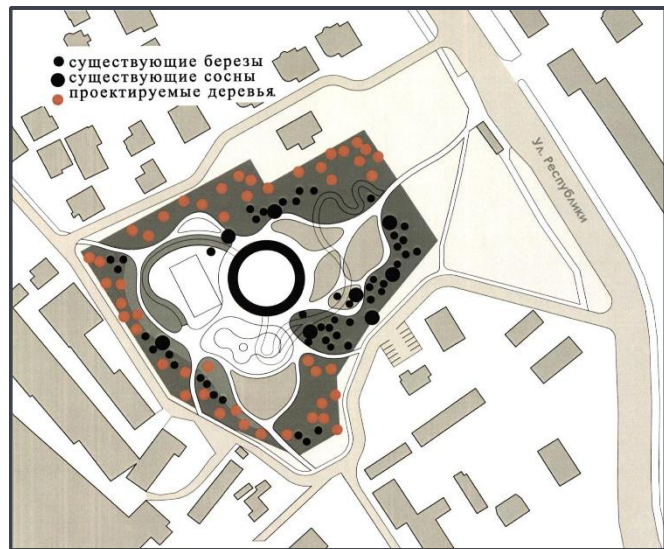 существующие березы
существующие сосны
проектируемые деревья
Ул. Республики